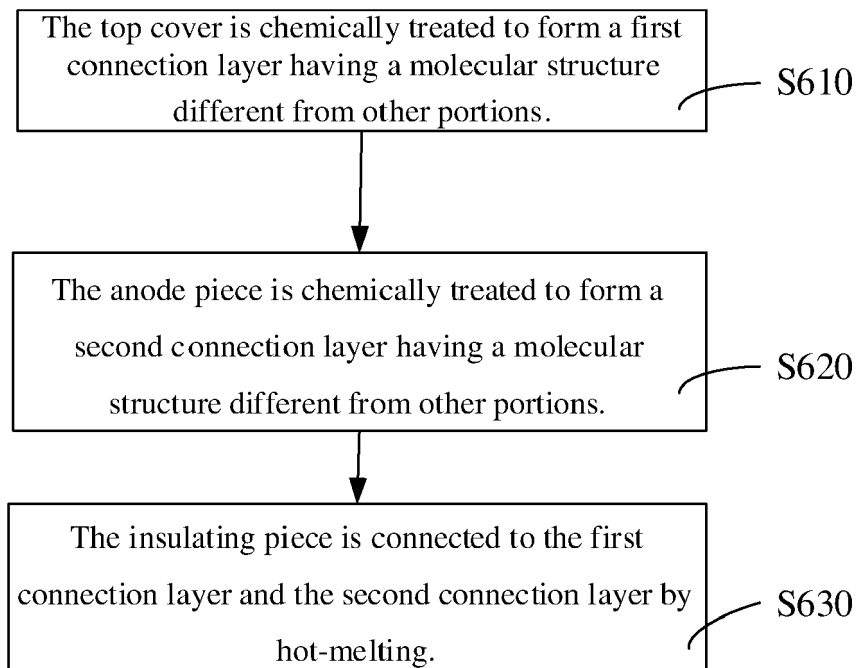 The top cover is chemically treated to form a first
connection layer having a molecular structure
different from other portions.
S610
The anode piece is chemically treated to form a
second connection layer having a molecular
structure different from other portions.
S620
The insulating piece is connected to the first
connection layer and the second connection layer by
hot-melting.
S630